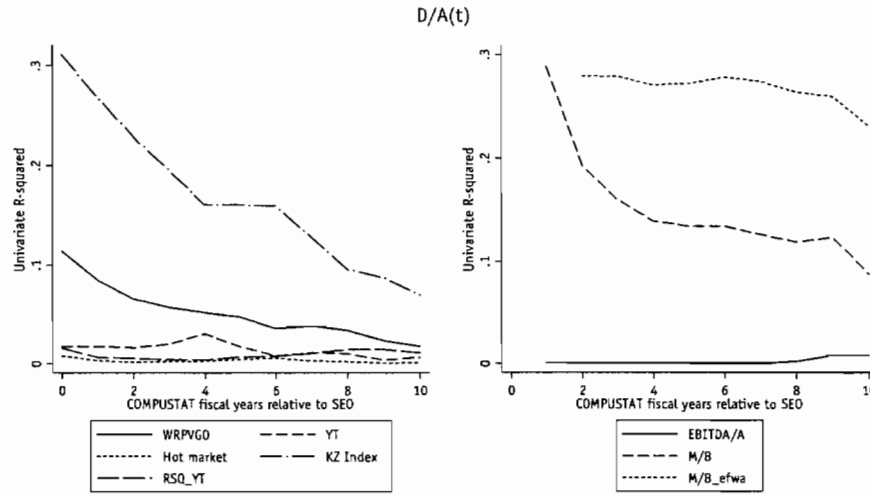 D/A(t)
.3
.2
.1
0
Univariate R-squared
0 2 4 6 8 10
COMPUSTAT fiscal years relative to SEO
WRPVGO YT
Hot market KZ Index
RSQ_YT
.3
.2
.1
0
Univariate R-squared
0 2 4 6 8 10
COMPUSTAT fiscal years relative to SEO
EBITDA/A
M/B
M/B_efwa